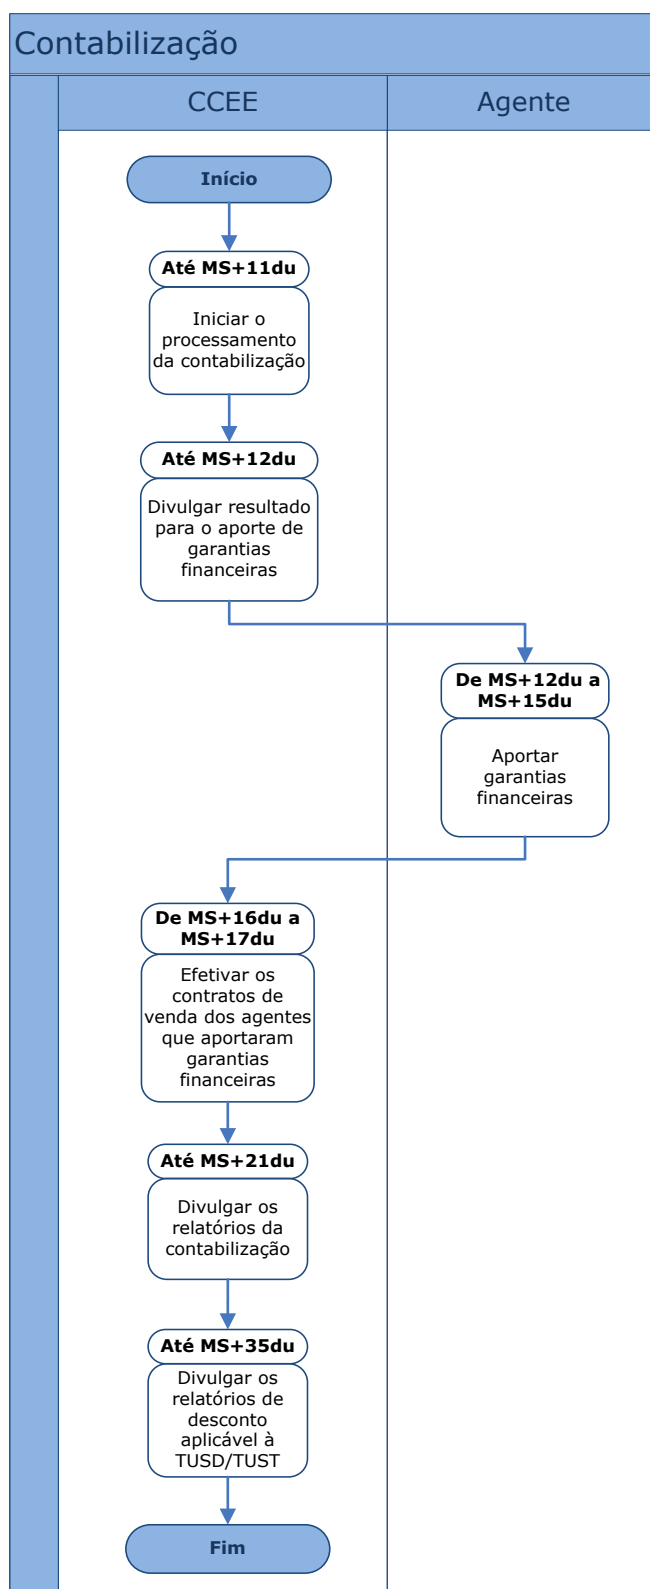 Contabilização
CCEE
Agente
Início
Até MS+11du
Iniciar o
processamento
da contabilização
Até MS+12du
Divulgar resultado
para o aporte de
garantias
financeiras
De MS+12du a
MS+15du
Aportar
garantias
financeiras
De MS+16du a
MS+17du
Efetivar os
contratos de
venda dos agentes
que aportaram
garantias
financeiras
Até MS+21du
Divulgar os
relatórios da
contabilização
Até MS+35du
Divulgar os
relatórios de
desconto
aplicável à
TUSD/TUST
Fim